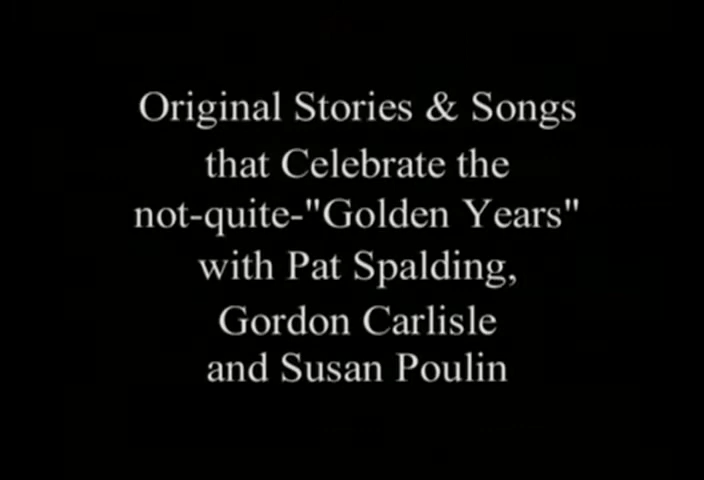 Original Stories & Songs
that Celebrate the
not-quite-"Golden Years"
with Pat Spalding,
Gordon Carlisle
and Susan Poulin